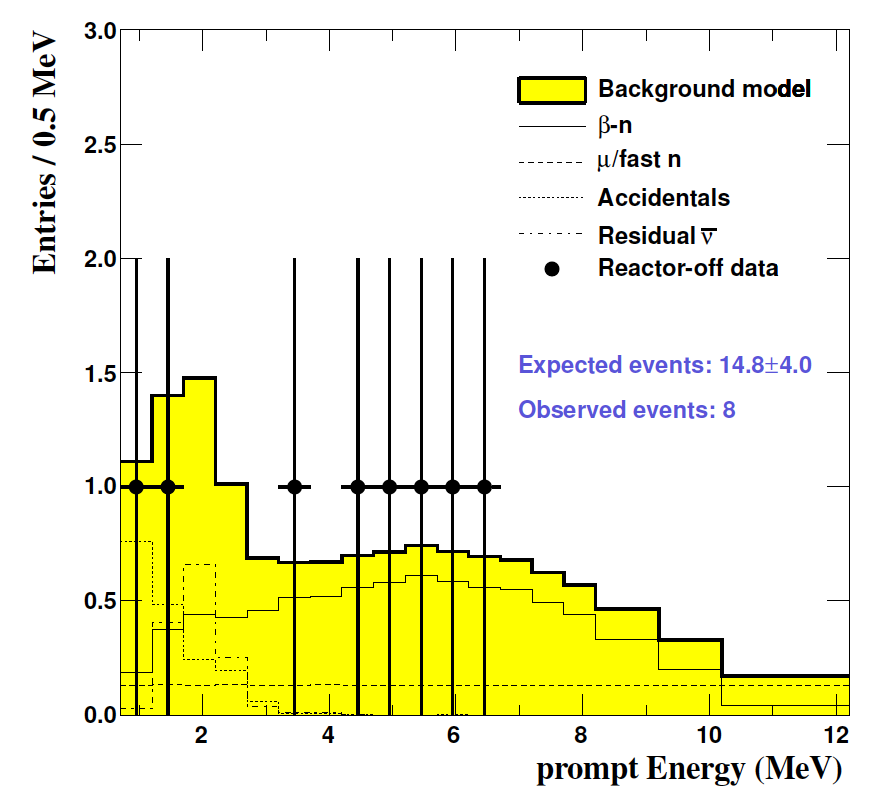 Entries / 0.5 MeV
3.0
2.5
2.0
1.5
1.0
0.5
0.0
Background model
β-n
μ/fast n
Accidentals
Residual ν̅
Reactor-off data
Expected events: 14.8±4.0
Observed events: 8
2 4 6 8 10 12
prompt Energy (MeV)